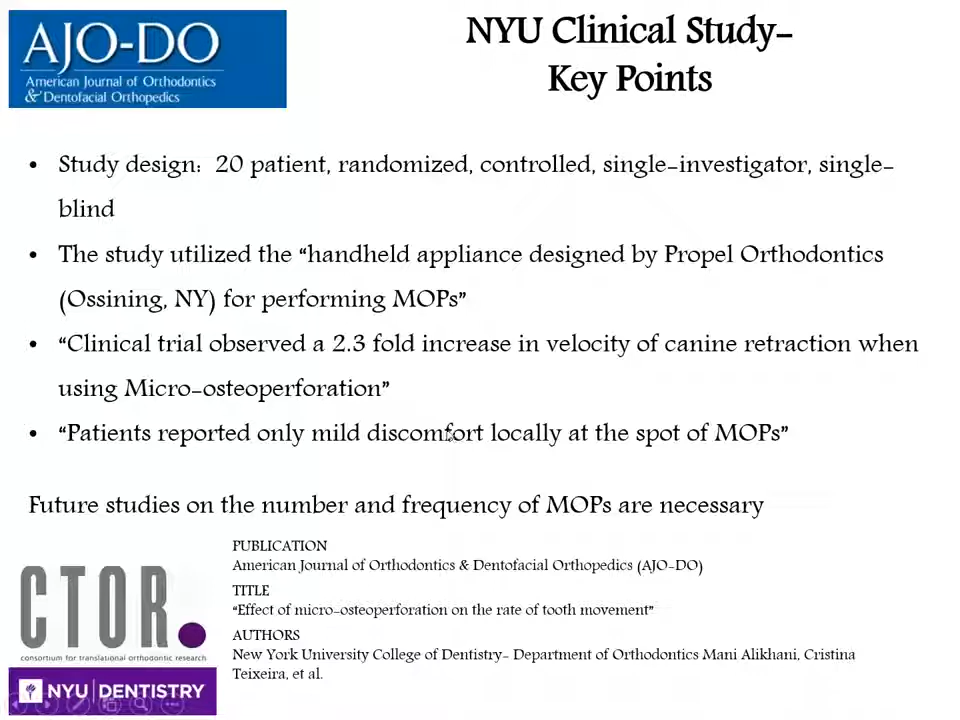 AJO-DO
American Journal of Orthodontics
& Dentofacial Orthopedics
NYU Clinical Study-
Key Points
• Study design: 20 patient, randomized, controlled, single-investigator, single-
blind
• The study utilized the “handheld appliance designed by Propel Orthodontics
(Ossining, NY) for performing MOPs”
• “Clinical trial observed a 2.3 fold increase in velocity of canine retraction when
using Micro-osteoperforation”
• “Patients reported only mild discomfort locally at the spot of MOPs”
Future studies on the number and frequency of MOPs are necessary
PUBLICATION
American Journal of Orthodontics & Dentofacial Orthopedics (AJO-DO)
TITLE
“Effect of micro-osteoperforation on the rate of tooth movement”
AUTHORS
New York University College of Dentistry- Department of Orthodontics Mani Alikhani, Cristina
Teixeira, et al.
CTOR.
consortium for translational orthodontic research
NYU | DENTISTRY